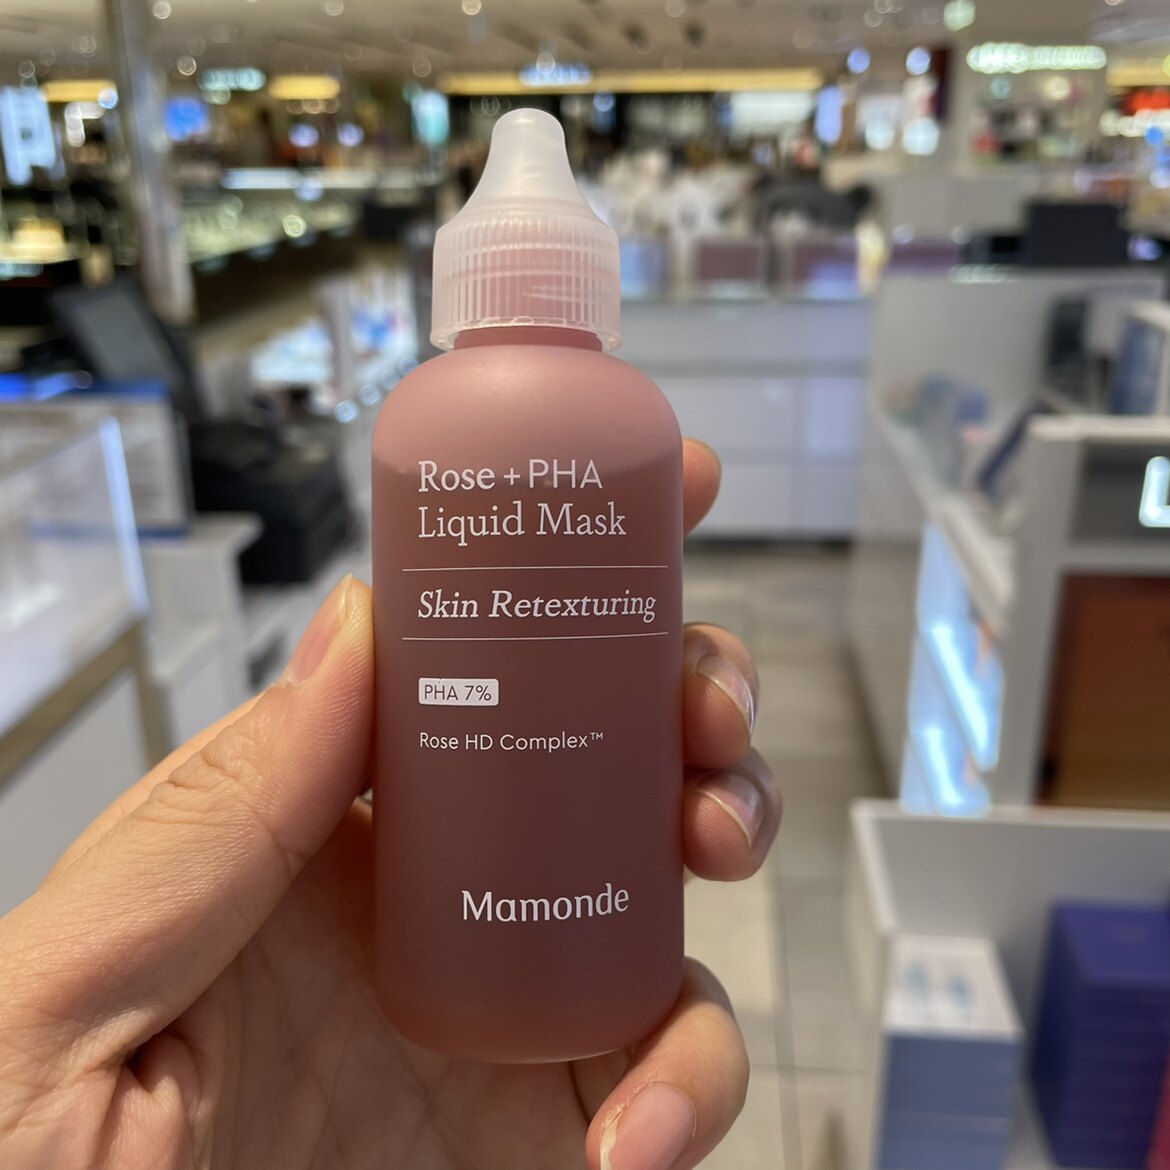 Rose + PHA
Liquid Mask
Skin Retexturing
PHA 7%
Rose HD Complex™
Mamonde